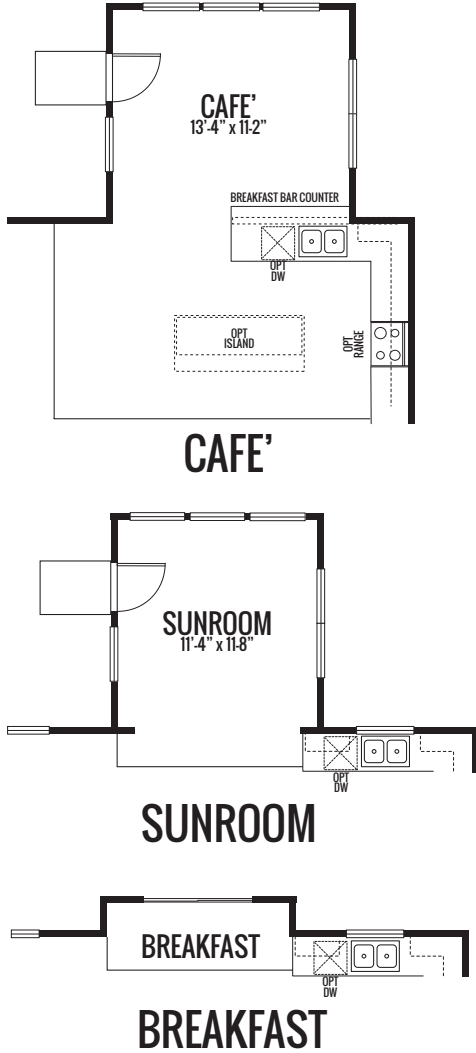 CAFE'
13'-4" x 11-2"
BREAKFAST BAR COUNTER
OPT
DW
OPT
ISLAND
OPT
RANGE
CAFE'
SUNROOM
11'-4" x 11-8"
OPT
DW
SUNROOM
BREAKFAST
OPT
DW
BREAKFAST